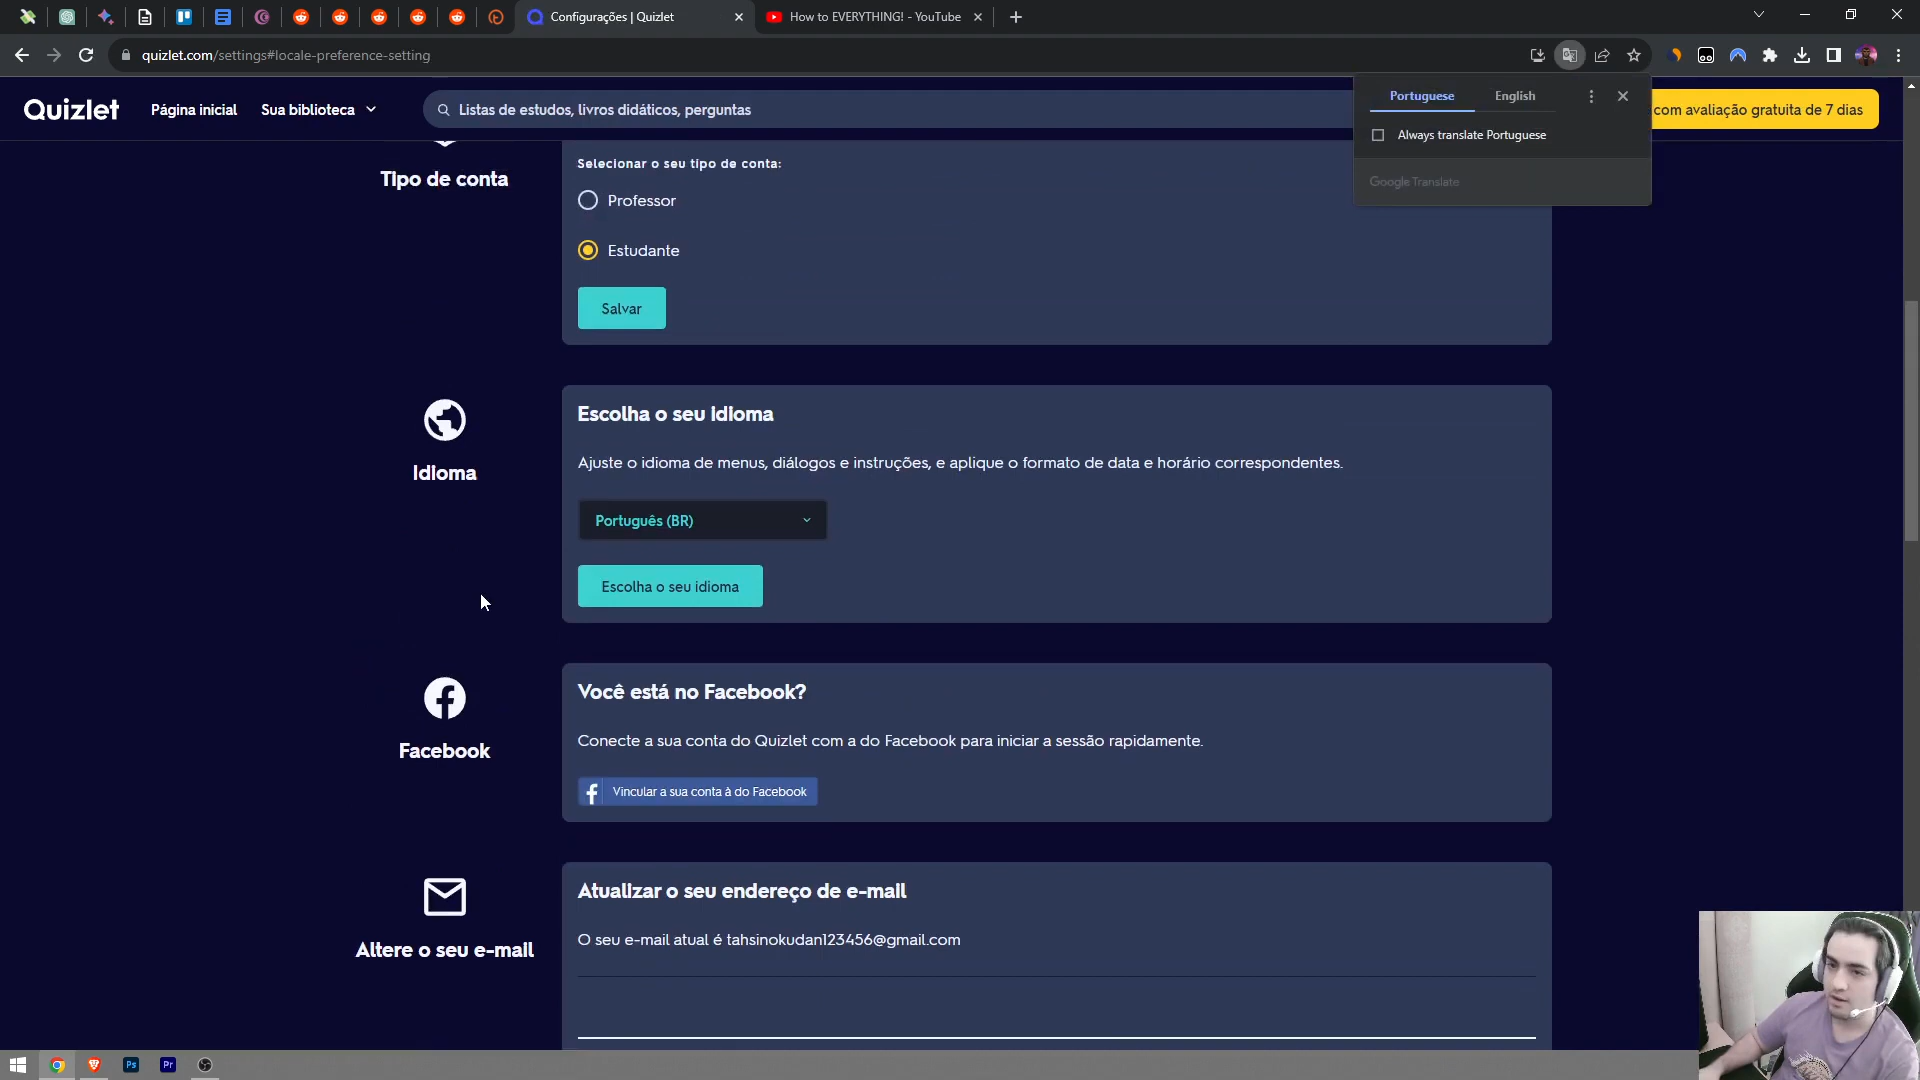 Configurações | Quizlet
How to EVERYTHING! - YouTube
quizlet.com/settings#locale-preference-setting
Quizlet
Página inicial
Sua biblioteca
Listas de estudos, livros didáticos, perguntas
com avaliação gratuita de 7 dias
Portuguese
English
Always translate Portuguese
Google Translate
Tipo de conta
Selecionar o seu tipo de conta:
Professor
Estudante
Salvar
Idioma
Escolha o seu idioma
Ajuste o idioma de menus, diálogos e instruções, e aplique o formato de data e horário correspondentes.
Português (BR)
Escolha o seu idioma
Facebook
Você está no Facebook?
Conecte a sua conta do Quizlet com a do Facebook para iniciar a sessão rapidamente.
Vincular a sua conta à do Facebook
Altere o seu e-mail
Atualizar o seu endereço de e-mail
O seu e-mail atual é tahsinokudan123456@gmail.com
Ps
Pr